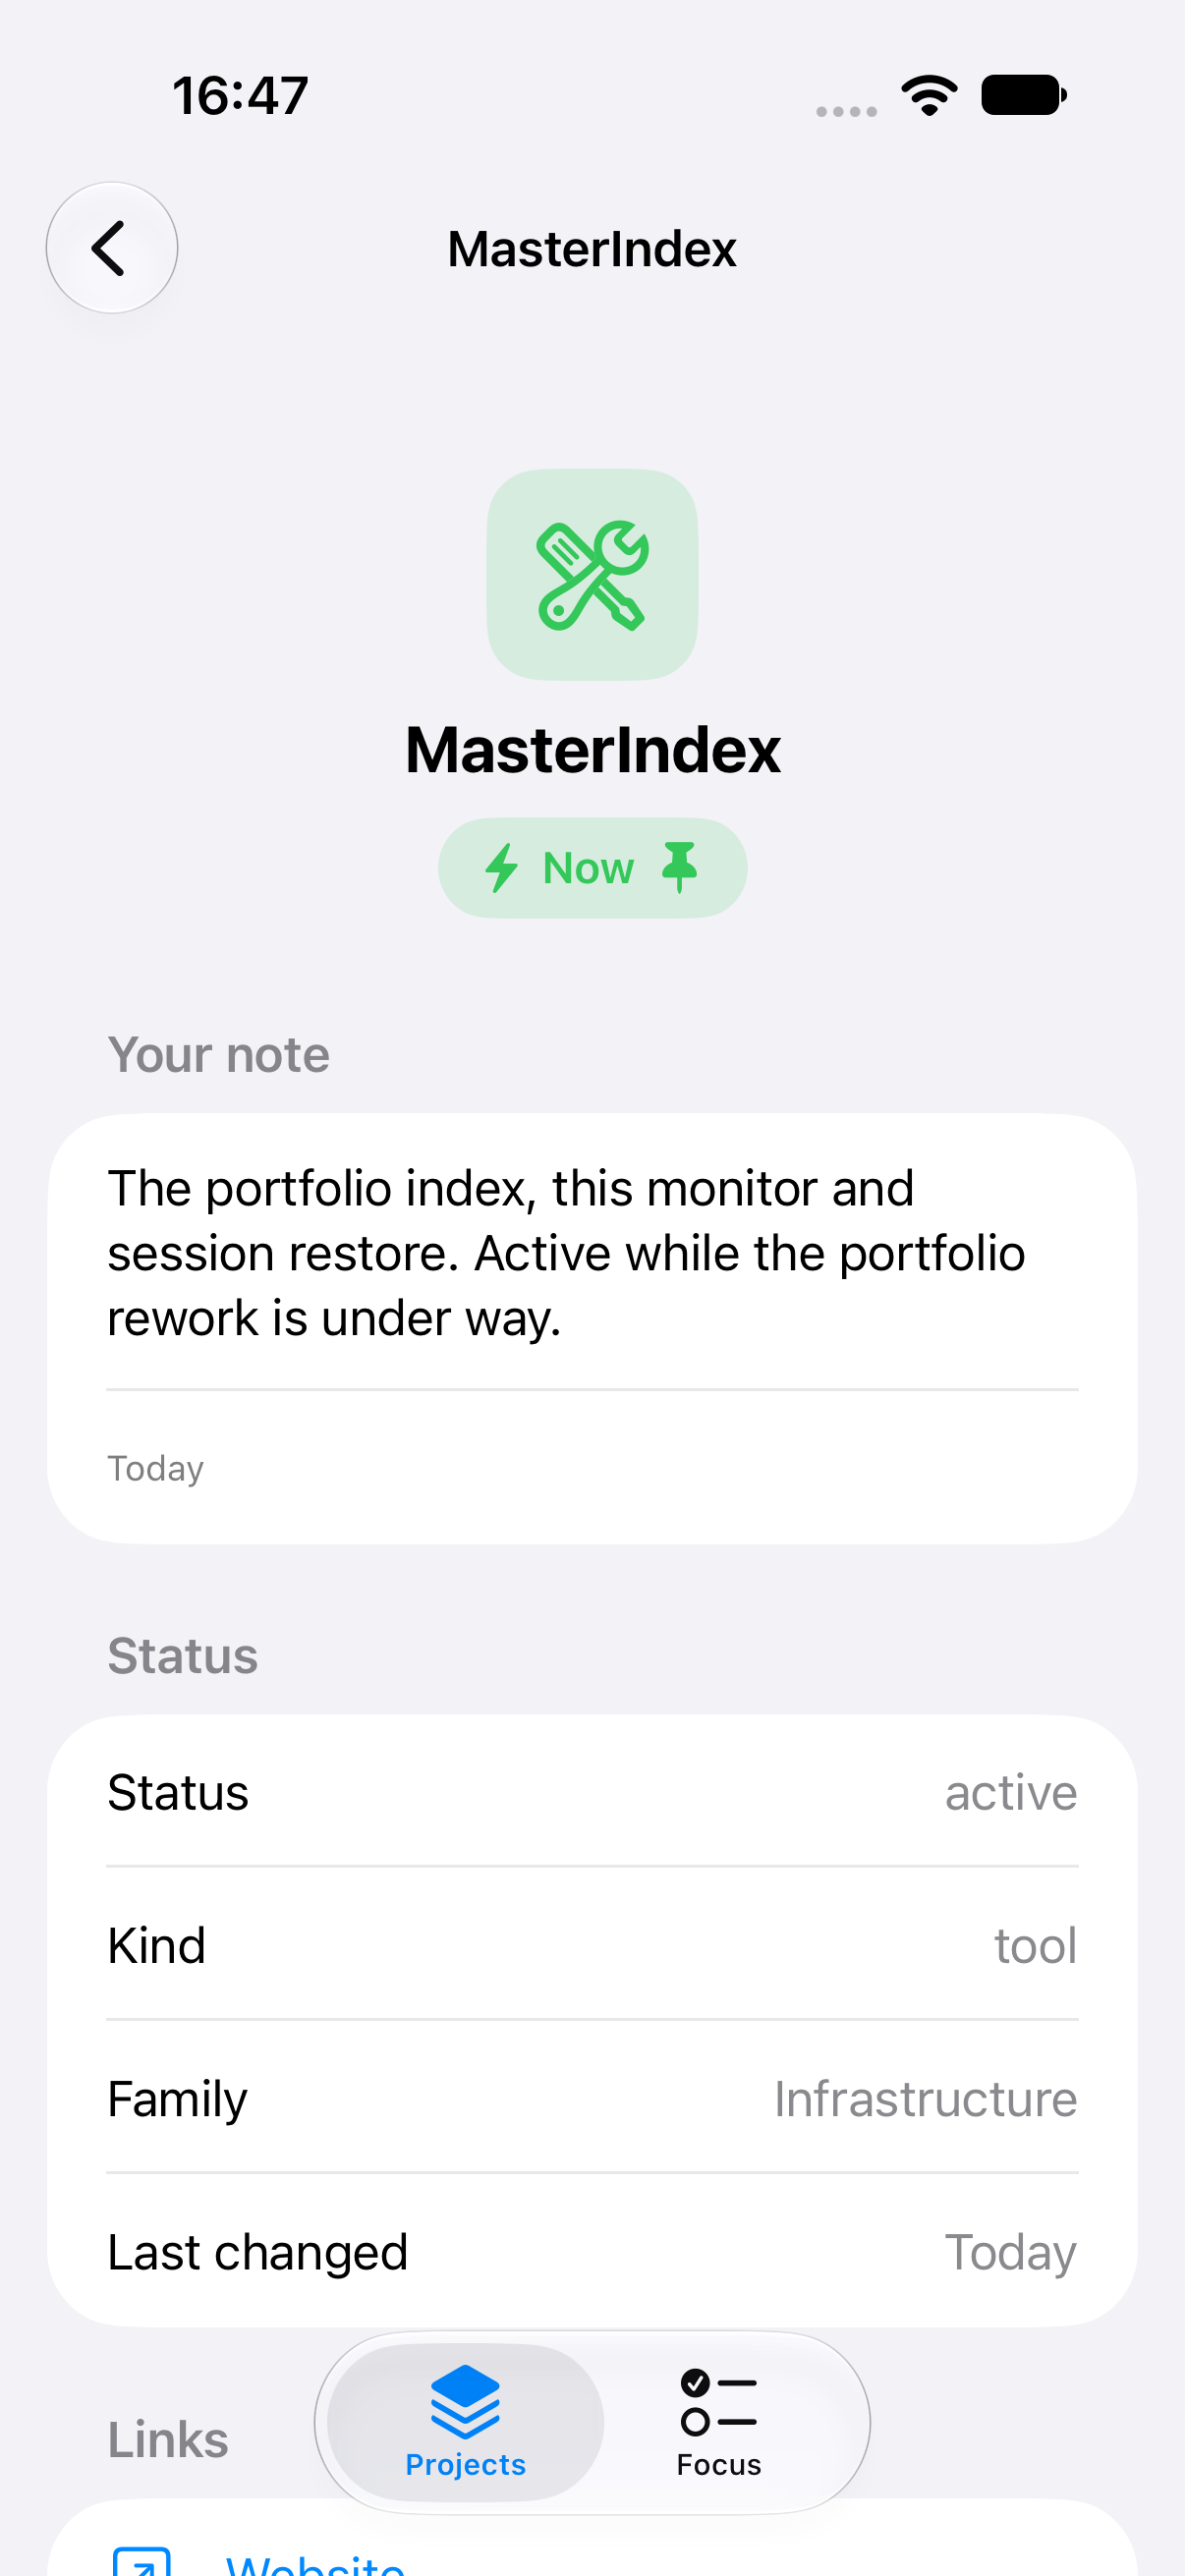 16:47
MasterIndex
MasterIndex
Now
Your note
The portfolio index, this monitor and
session restore. Active while the portfolio
rework is under way.
Today
Status
Status active
Kind tool
Family Infrastructure
Last changed Today
Links
Projects Focus
Website